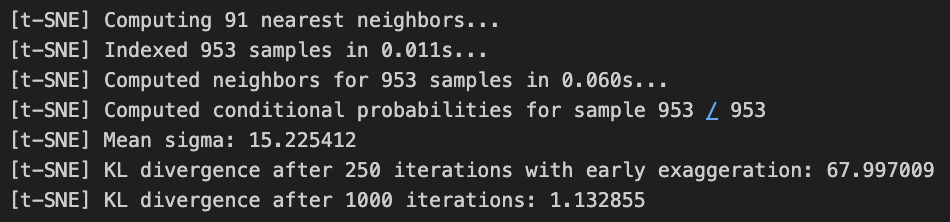 [t-SNE] Computing 91 nearest neighbors...
[t-SNE] Indexed 953 samples in 0.011s...
[t-SNE] Computed neighbors for 953 samples in 0.060s...
[t-SNE] Computed conditional probabilities for sample 953 / 953
[t-SNE] Mean sigma: 15.225412
[t-SNE] KL divergence after 250 iterations with early exaggeration: 67.997009
[t-SNE] KL divergence after 1000 iterations: 1.132855